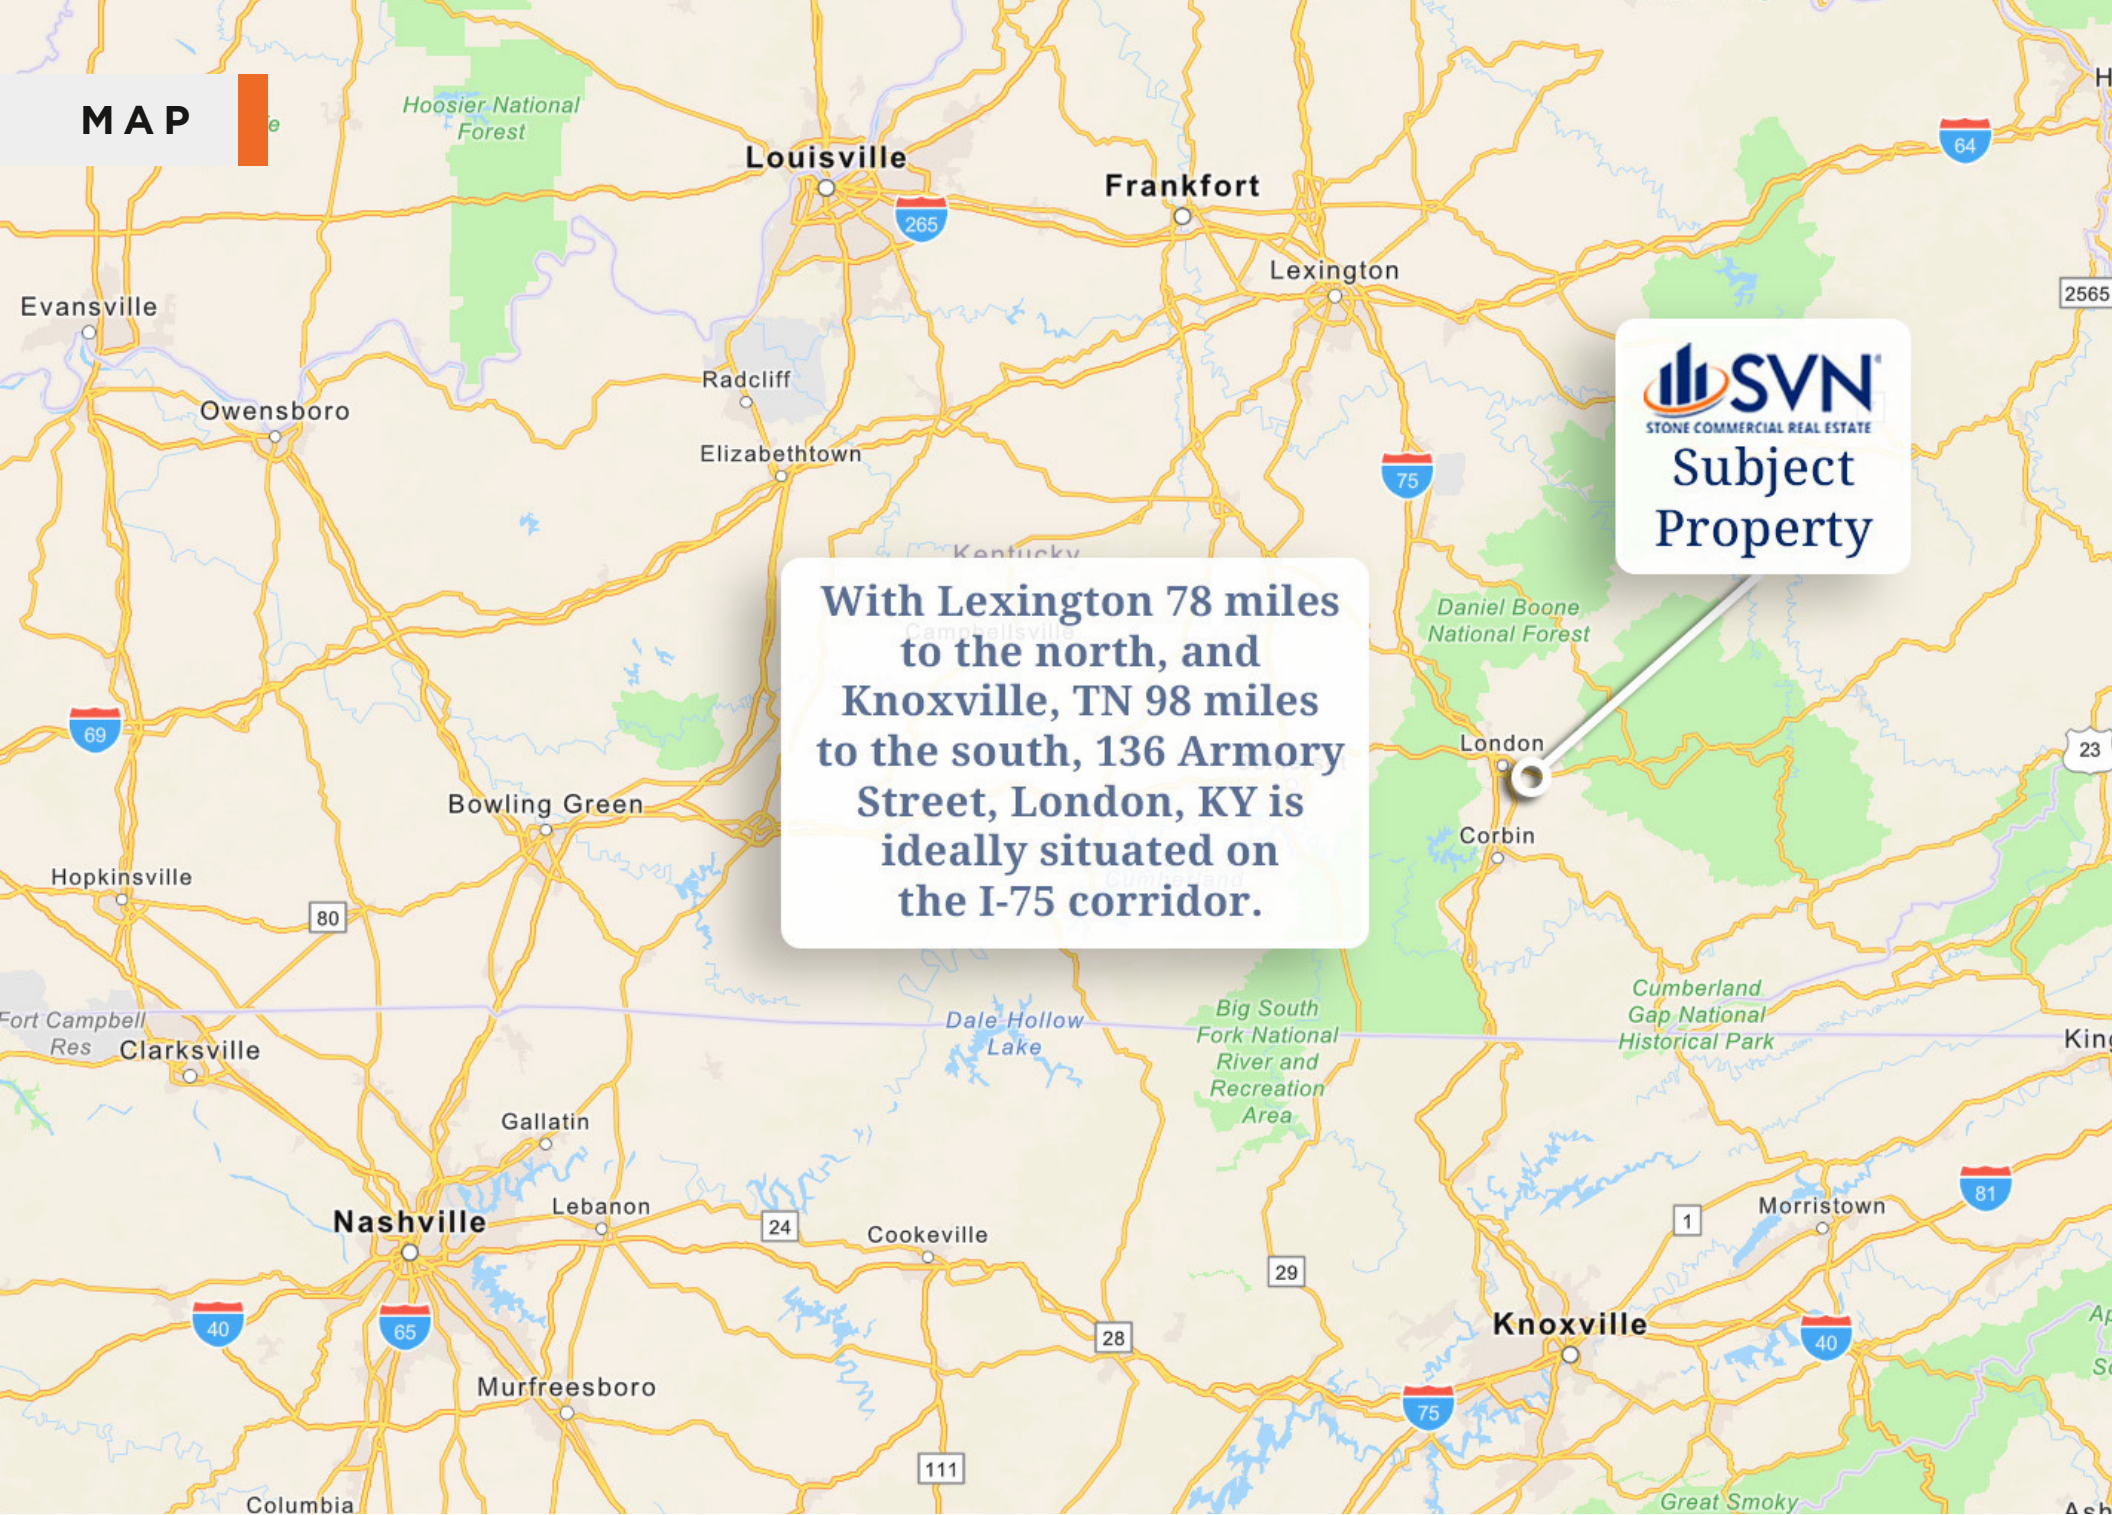 MAP
Hoosier National
Forest
Louisville
265
Frankfort
64
Lexington
2565
Evansville
Radcliff
Owensboro
Elizabethtown
75
SVN
STONE COMMERCIAL REAL ESTATE
Subject
Property
Kentucky
Campbellsville
With Lexington 78 miles
to the north, and
Knoxville, TN 98 miles
to the south, 136 Armory
Street, London, KY is
ideally situated on
the I-75 corridor.
Cumberland
Daniel Boone
National Forest
69
London
23
Bowling Green
Corbin
Hopkinsville
80
Fort Campbell
Res
Clarksville
Dale Hollow
Lake
Big South
Fork National
River and
Recreation
Area
Cumberland
Gap National
Historical Park
Gallatin
Nashville
Lebanon
24
Cookeville
29
1
Morristown
81
40
65
28
Knoxville
40
Murfreesboro
75
111
Columbia
Great Smoky